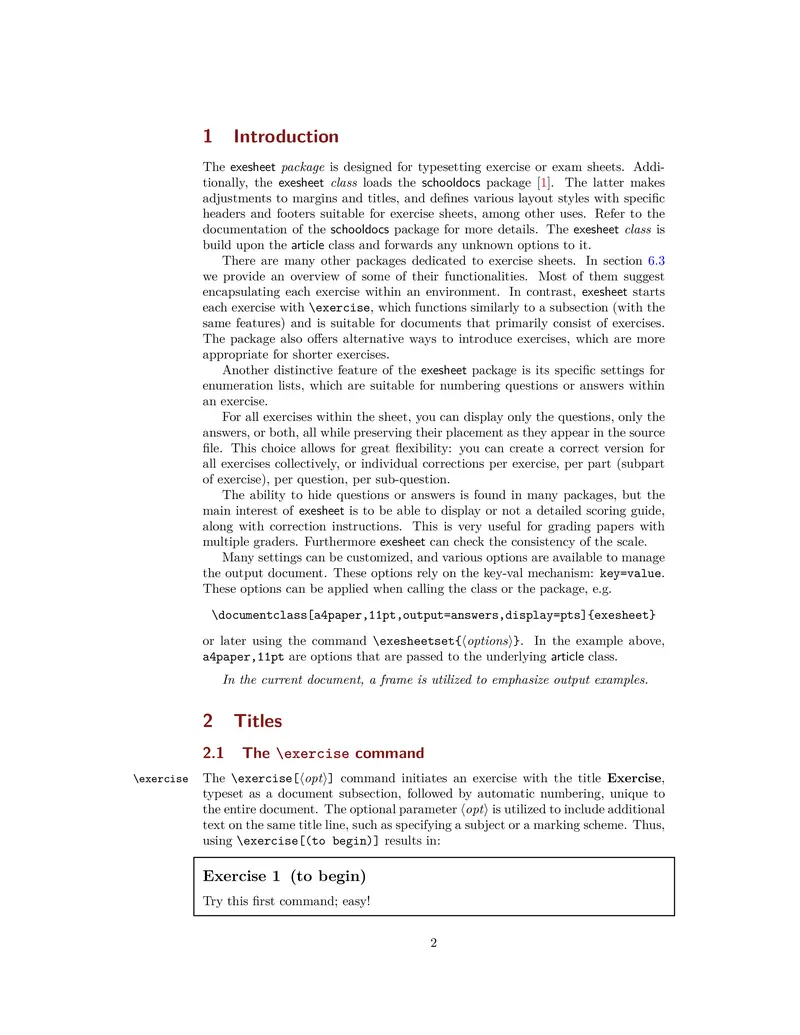 1 Introduction
The exesheet package is designed for typesetting exercise or exam sheets. Addi-
tionally, the exesheet class loads the schooldocs package [1]. The latter makes
adjustments to margins and titles, and defines various layout styles with specific
headers and footers suitable for exercise sheets, among other uses. Refer to the
documentation of the schooldocs package for more details. The exesheet class is
build upon the article class and forwards any unknown options to it.
There are many other packages dedicated to exercise sheets. In section 6.3
we provide an overview of some of their functionalities. Most of them suggest
encapsulating each exercise within an environment. In contrast, exesheet starts
each exercise with \exercise, which functions similarly to a subsection (with the
same features) and is suitable for documents that primarily consist of exercises.
The package also offers alternative ways to introduce exercises, which are more
appropriate for shorter exercises.
Another distinctive feature of the exesheet package is its specific settings for
enumeration lists, which are suitable for numbering questions or answers within
an exercise.
For all exercises within the sheet, you can display only the questions, only the
answers, or both, all while preserving their placement as they appear in the source
file. This choice allows for great flexibility: you can create a correct version for
all exercises collectively, or individual corrections per exercise, per part (subpart
of exercise), per question, per sub-question.
The ability to hide questions or answers is found in many packages, but the
main interest of exesheet is to be able to display or not a detailed scoring guide,
along with correction instructions. This is very useful for grading papers with
multiple graders. Furthermore exesheet can check the consistency of the scale.
Many settings can be customized, and various options are available to manage
the output document. These options rely on the key-val mechanism: key=value.
These options can be applied when calling the class or the package, e.g.
\documentclass[a4paper,11pt,output=answers,display=pts]{exesheet}
or later using the command \exesheetset{⟨options⟩}. In the example above,
a4paper,11pt are options that are passed to the underlying article class.
In the current document, a frame is utilized to emphasize output examples.
2 Titles
2.1 The \exercise command
\exercise The \exercise[⟨opt⟩] command initiates an exercise with the title Exercise,
typeset as a document subsection, followed by automatic numbering, unique to
the entire document. The optional parameter ⟨opt⟩ is utilized to include additional
text on the same title line, such as specifying a subject or a marking scheme. Thus,
using \exercise[(to begin)] results in:
Exercise 1 (to begin)
Try this first command; easy!
2